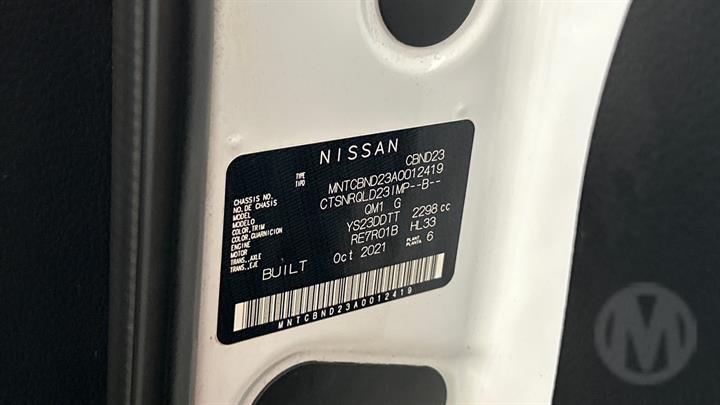 NISSAN
TYPE CBND23
TIPO
CHASSIS NO. MNTCBND23A0012419
NO. DE CHASIS
MODEL CTSNRQLD23IMP--B--
MODELO
COLOR, TRIM QM1 G
COLOR, GUARNICION
ENGINE YS23DDTT 2298 cc
MOTOR
TRANS., AXLE RE7R01B HL33
TRANS., EJE
PLANT 6
PLANTA
BUILT Oct 2021
MNTCBND23A0012419
M